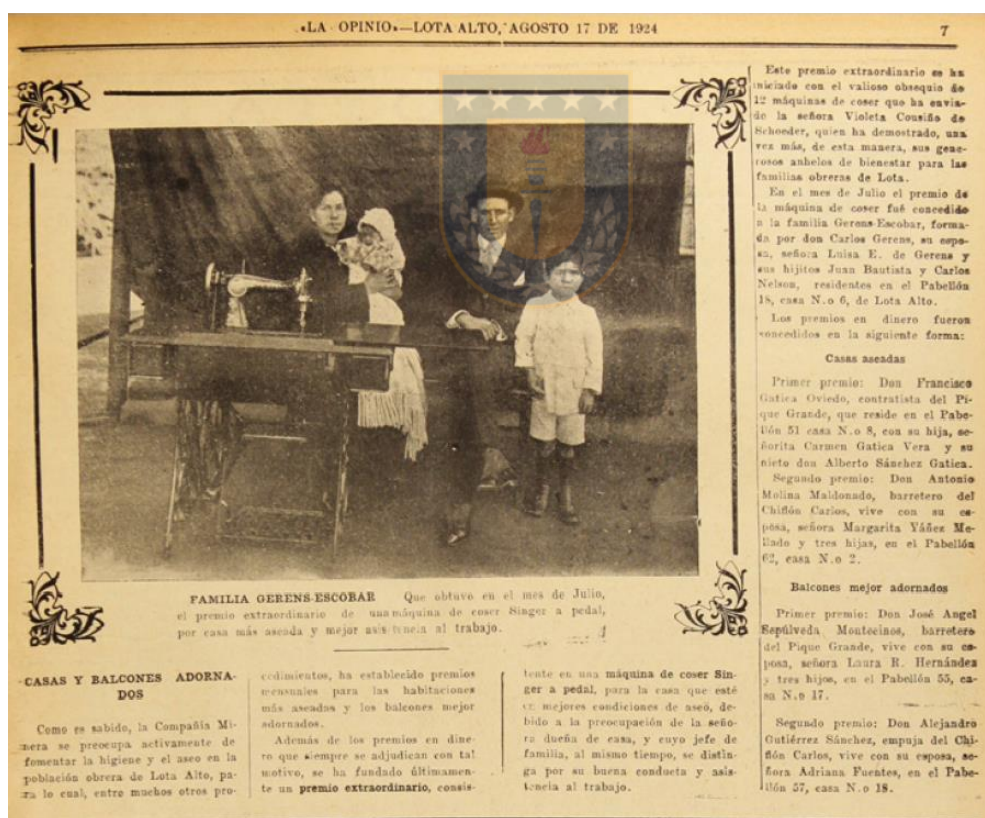 «LA OPINIO»—LOTA ALTO, AGOSTO 17 DE 1924
7
FAMILIA GERENS-ESCOBAR Que obtuvo en el mes de Julio,
el premio extraordinario de una máquina de coser Singer a pedal,
por casa más aseada y mejor asistencia al trabajo.
CASAS Y BALCONES ADORNA-
DOS
Como es sabido, la Compañía Mi-
nera se preocupa activamente de
fomentar la higiene y el aseo en la
población obrera de Lota Alto, pa-
ra lo cual, entre muchos otros pro-
cedimientos, ha establecido premios
mensuales para las habitaciones
más aseadas y los balcones mejor
adornados.
Además de los premios en dine-
ro que siempre se adjudican con tal
motivo, se ha fundado últimamen-
te un premio extraordinario, consis-
tente en una máquina de coser Sin-
ger a pedal, para la casa que esté
en mejores condiciones de aseo, de-
bido a la preocupación de la seño-
ra dueña de casa, y cuyo jefe de
familia, al mismo tiempo, se distin-
ga por su buena conducta y asis-
tencia al trabajo.
Este premio extraordinario se ha
iniciado con el valioso obsequio de
12 máquinas de coser que ha envia-
do la señora Violeta Cousiño de
Schoeder, quien ha demostrado, una
vez más, de esta manera, sus gene-
rosos anhelos de bienestar para las
familias obreras de Lota.
En el mes de Julio el premio de
la máquina de coser fué concedido
a la familia Gerens-Escobar, forma-
da por don Carlos Gerens, su espo-
sa, señora Luisa E. de Gerens y
sus hijitos Juan Bautista y Carlos
Nelson, residentes en el Pabellón
18, casa N.o 6, de Lota Alto.
Los premios en dinero fueron
concedidos en la siguiente forma:
Casas aseadas
Primer premio: Don Francisco
Gatica Oviedo, contratista del Pi-
que Grande, que reside en el Pabe-
llón 51 casa N.o 8, con su hija, se-
ñorita Carmen Gatica Vera y su
nieto don Alberto Sánchez Gatica.
Segundo premio: Don Antonio
Molina Maldonado, barretero del
Chiflón Carlos, vive con su es-
posa, señora Margarita Yáñez Me-
llado y tres hijas, en el Pabellón
62, casa N.o 2.
Balcones mejor adornados
Primer premio: Don José Angel
Sepúlveda Montecinos, barretero
del Pique Grande, vive con su es-
posa, señora Laura R. Hernández
y tres hijos, en el Pabellón 55, ca-
sa N.o 17.
Segundo premio: Don Alejandro
Gutiérrez Sánchez, empuja del Chi-
flón Carlos, vive con su esposa, se-
ñora Adriana Fuentes, en el Pabe-
llón 57, casa N.o 18.